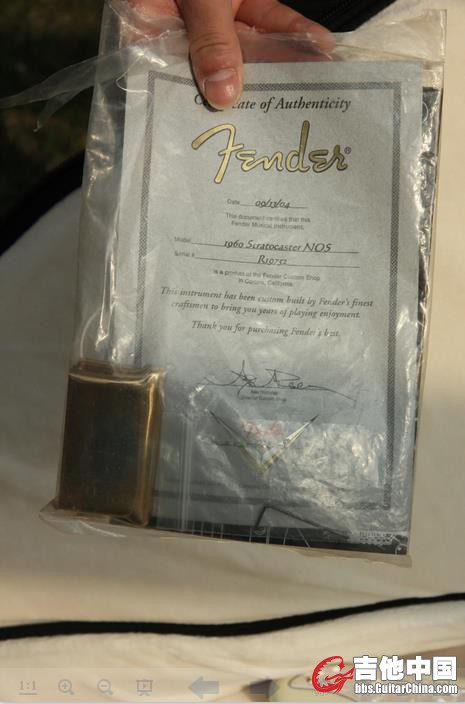 Certificate of Authenticity
Fender®
Date 09/13/04
This document certifies that this
Fender Musical Instrument,
Model 1960 Stratocaster NOS
Serial # R19752
is a product of the Fender Custom Shop
in Corona, California.
This instrument has been custom built by Fender's finest
craftsmen to bring you years of playing enjoyment.
Thank you for purchasing Fender's best.
1:1
吉他中国
bbs.GuitarChina.com